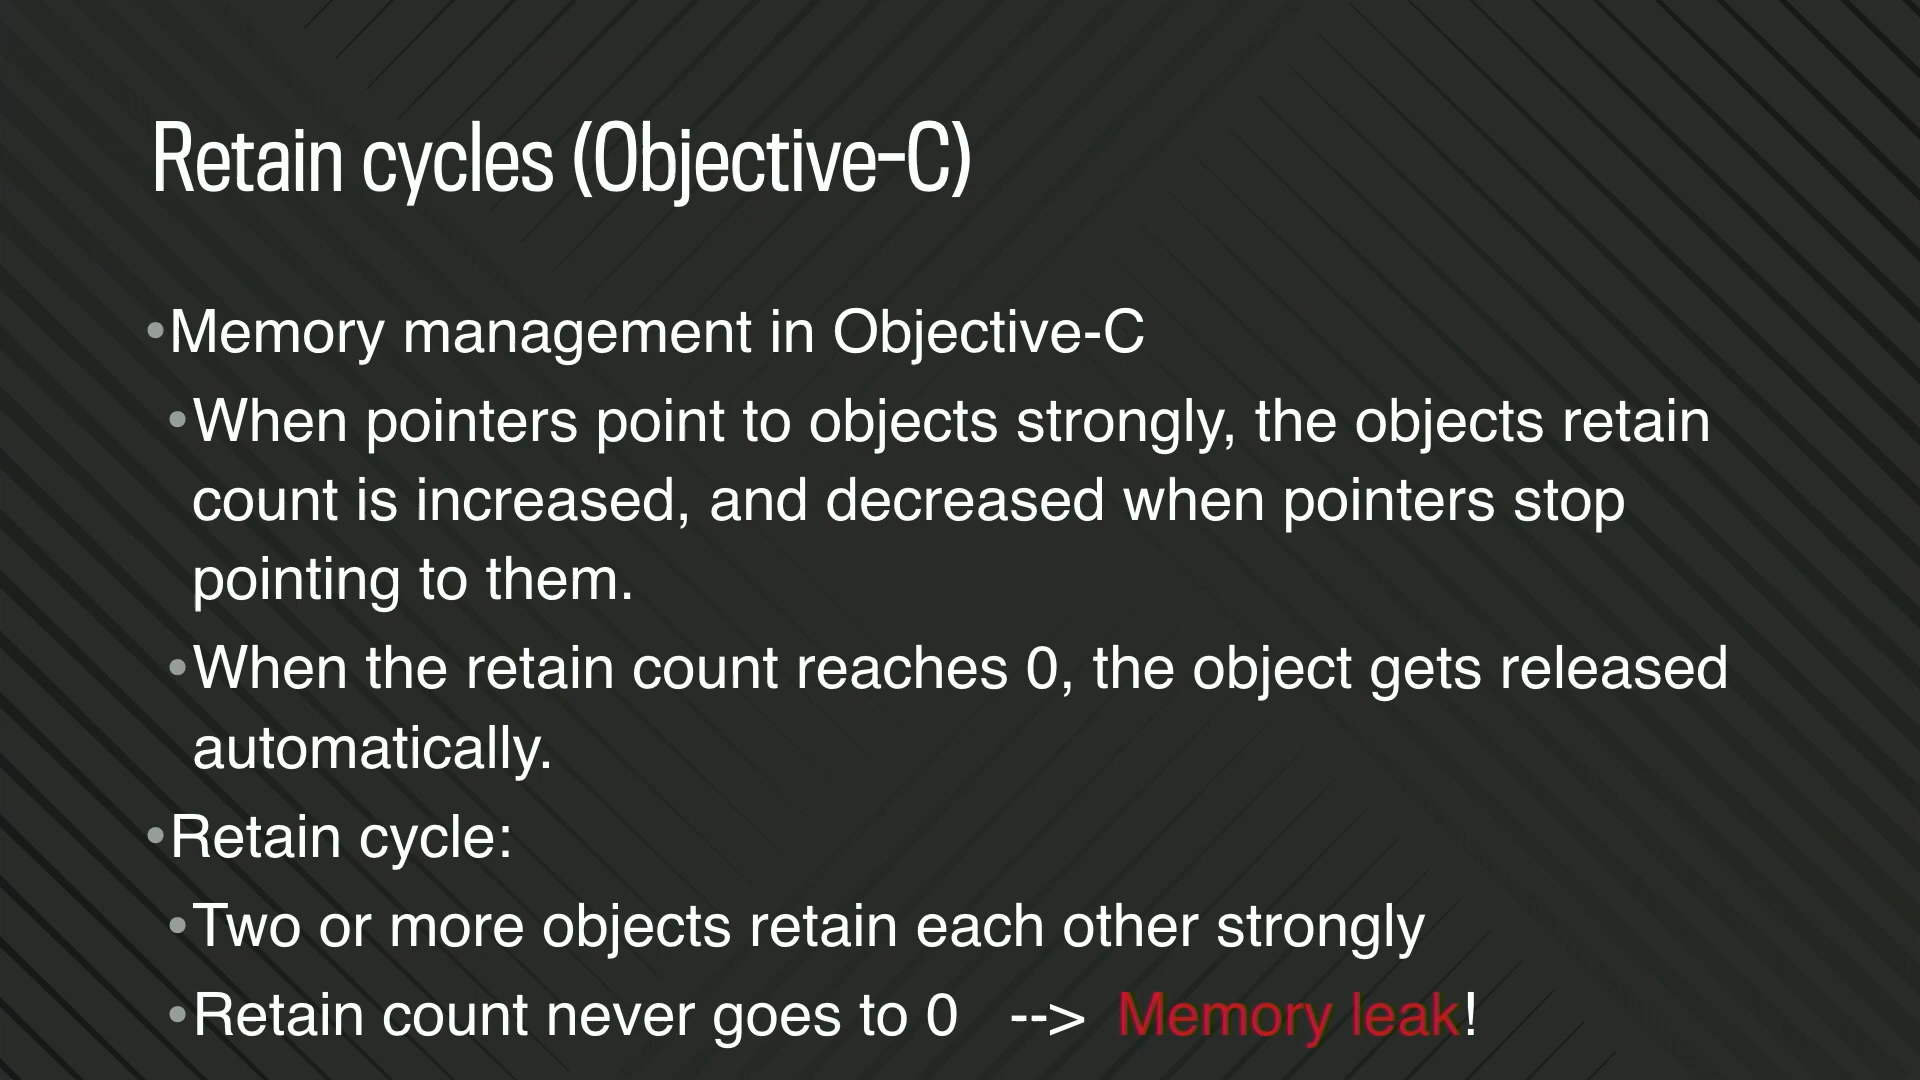 Retain cycles (Objective-C)
•Memory management in Objective-C
•When pointers point to objects strongly, the objects retain
count is increased, and decreased when pointers stop
pointing to them.
•When the retain count reaches 0, the object gets released
automatically.
•Retain cycle:
•Two or more objects retain each other strongly
•Retain count never goes to 0 --> Memory leak!